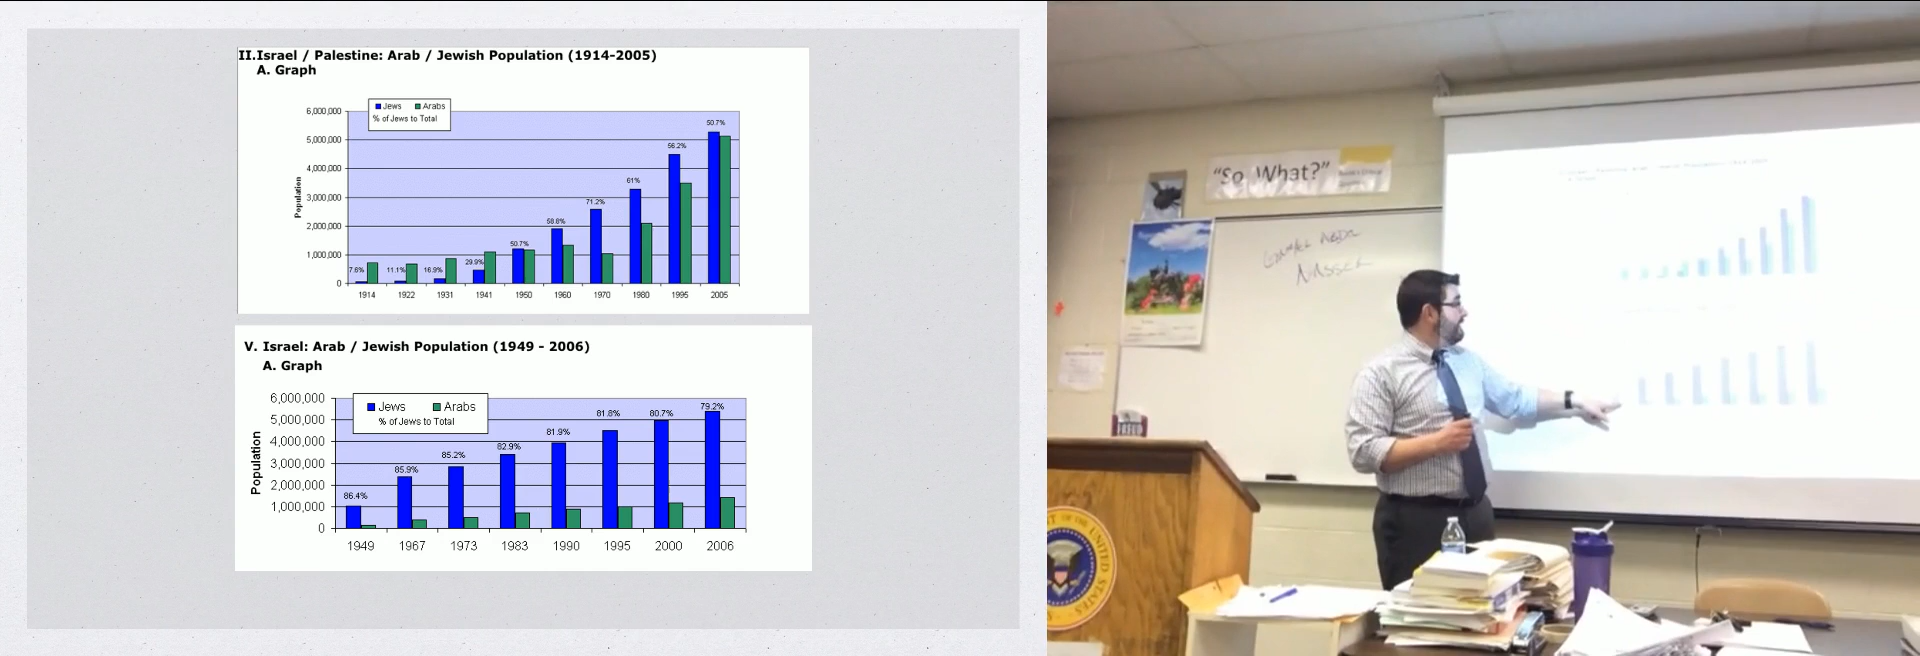 II.Israel / Palestine: Arab / Jewish Population (1914-2005)
A. Graph
Jews Arabs
% of Jews to Total
6,000,000
5,000,000
4,000,000
3,000,000
2,000,000
1,000,000
0
Population
7.6% 11.1% 16.9% 29.9% 50.7% 58.8% 71.2% 61% 56.2% 50.7%
1914 1922 1931 1941 1950 1960 1970 1980 1995 2005
V. Israel: Arab / Jewish Population (1949 - 2006)
A. Graph
Jews Arabs
% of Jews to Total
6,000,000
5,000,000
4,000,000
3,000,000
2,000,000
1,000,000
0
Population
86.4% 85.9% 85.2% 82.9% 81.9% 81.8% 80.7% 79.2%
1949 1967 1973 1983 1990 1995 2000 2006
"So What?"
NASSER
OF THE UNITED STATES